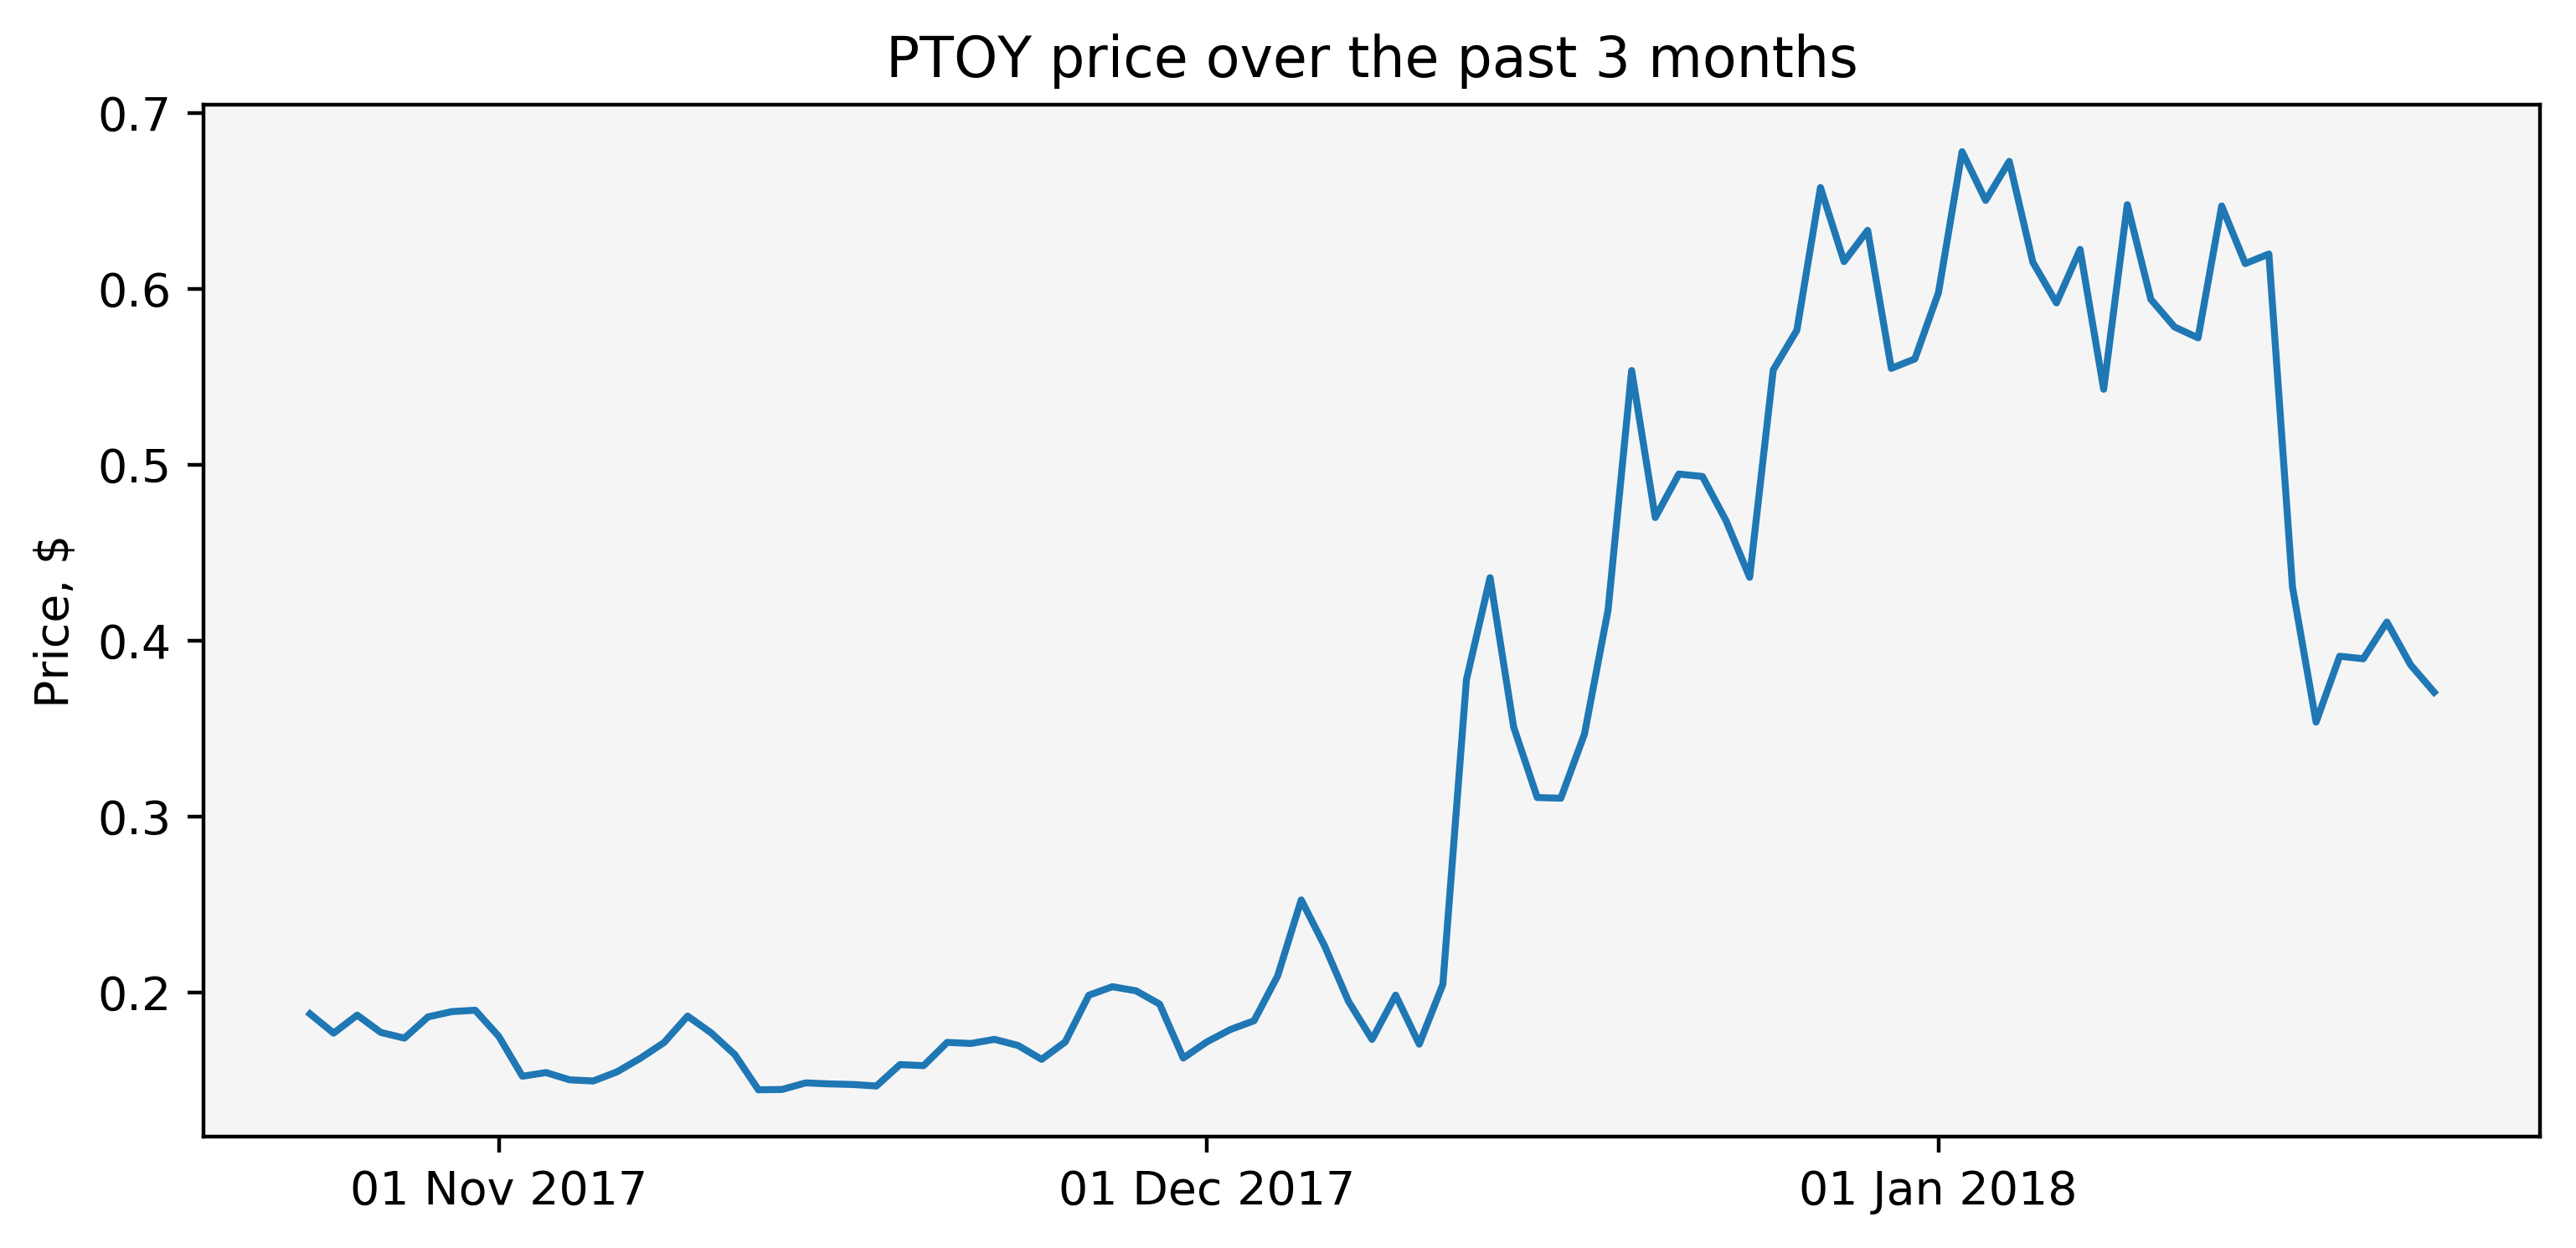 PTOY price over the past 3 months
Price, $
0.7
0.6
0.5
0.4
0.3
0.2
01 Nov 2017
01 Dec 2017
01 Jan 2018